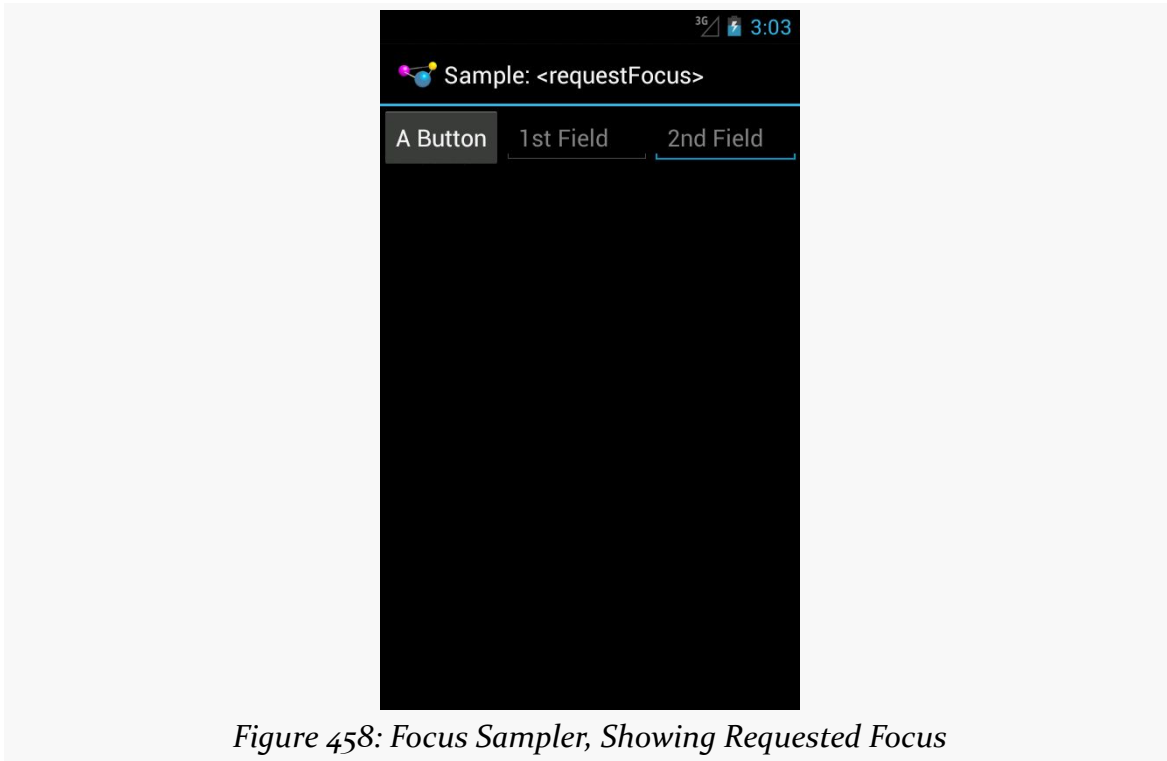 3G 3:03
Sample: <requestFocus>
A Button 1st Field 2nd Field
Figure 458: Focus Sampler, Showing Requested Focus